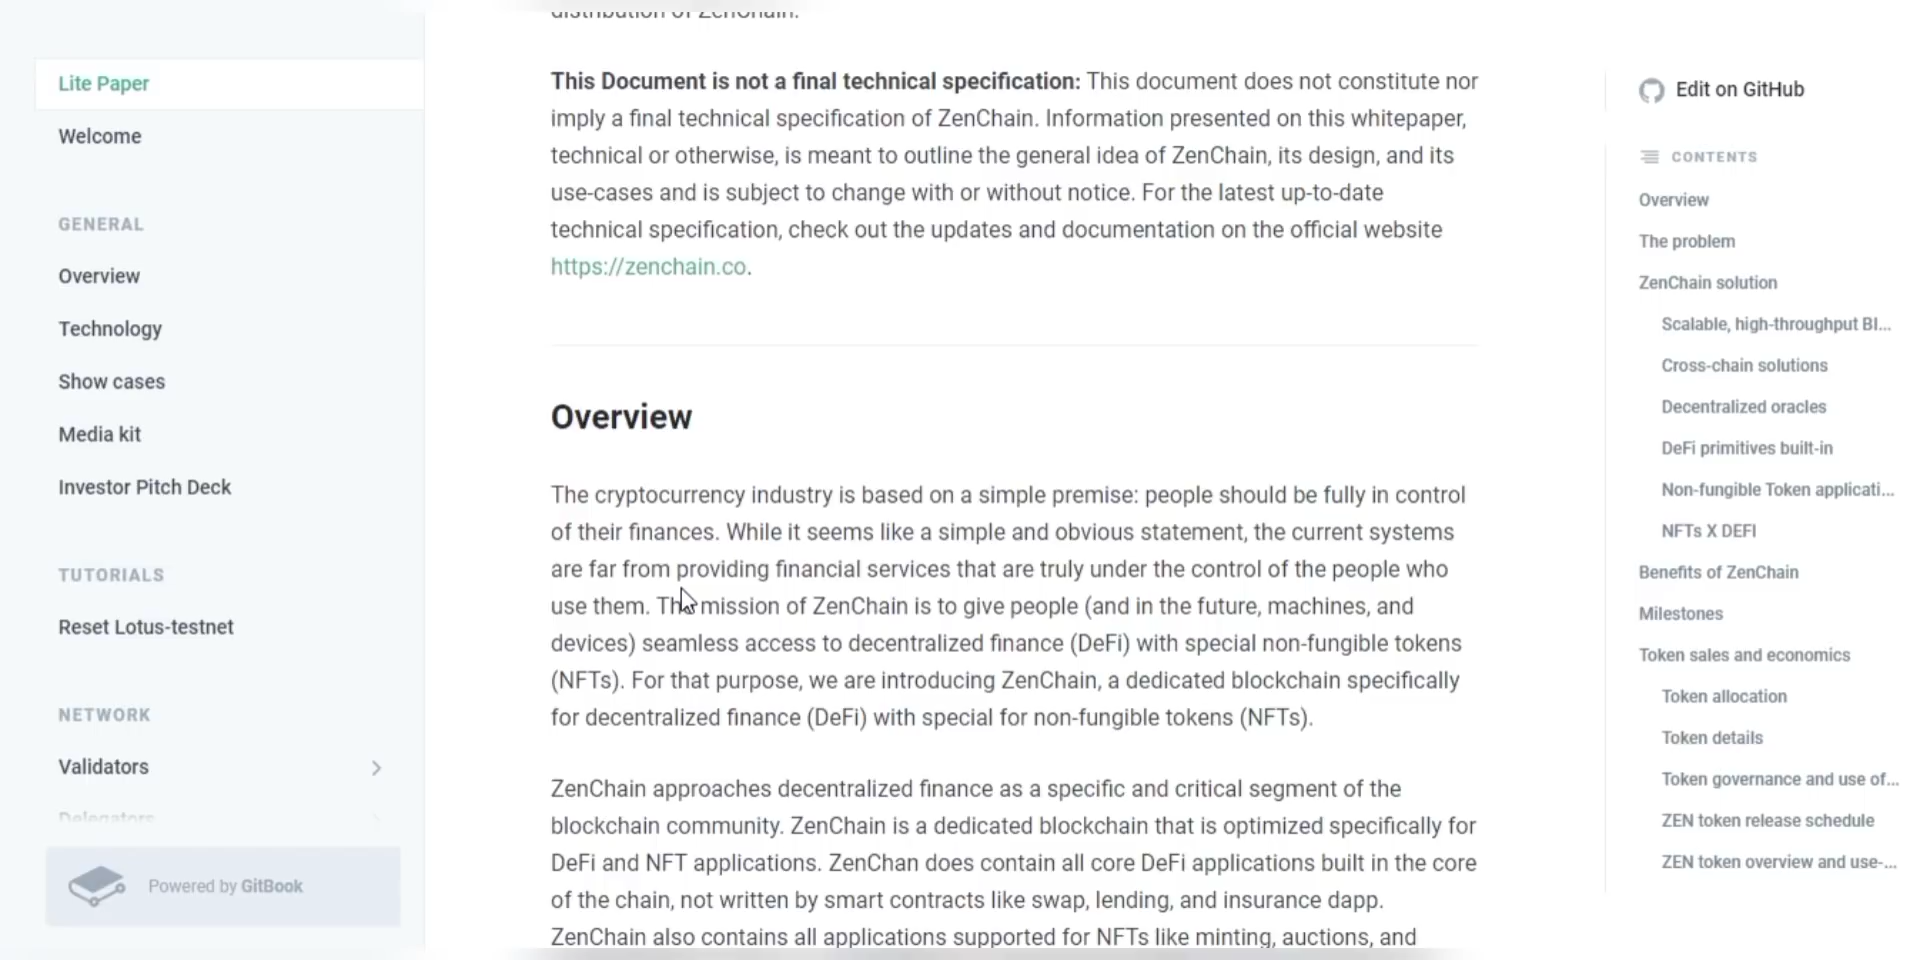 distribution of ZenChain.
Lite Paper
Welcome
GENERAL
Overview
Technology
Show cases
Media kit
Investor Pitch Deck
TUTORIALS
Reset Lotus-testnet
NETWORK
Validators
Delegators
Powered by GitBook
This Document is not a final technical specification: This document does not constitute nor
imply a final technical specification of ZenChain. Information presented on this whitepaper,
technical or otherwise, is meant to outline the general idea of ZenChain, its design, and its
use-cases and is subject to change with or without notice. For the latest up-to-date
technical specification, check out the updates and documentation on the official website
https://zenchain.co.
Overview
The cryptocurrency industry is based on a simple premise: people should be fully in control
of their finances. While it seems like a simple and obvious statement, the current systems
are far from providing financial services that are truly under the control of the people who
use them. The mission of ZenChain is to give people (and in the future, machines, and
devices) seamless access to decentralized finance (DeFi) with special non-fungible tokens
(NFTs). For that purpose, we are introducing ZenChain, a dedicated blockchain specifically
for decentralized finance (DeFi) with special for non-fungible tokens (NFTs).
ZenChain approaches decentralized finance as a specific and critical segment of the
blockchain community. ZenChain is a dedicated blockchain that is optimized specifically for
DeFi and NFT applications. ZenChan does contain all core DeFi applications built in the core
of the chain, not written by smart contracts like swap, lending, and insurance dapp.
ZenChain also contains all applications supported for NFTs like minting, auctions, and
Edit on GitHub
CONTENTS
Overview
The problem
ZenChain solution
Scalable, high-throughput Bl...
Cross-chain solutions
Decentralized oracles
DeFi primitives built-in
Non-fungible Token applicati...
NFTs X DEFI
Benefits of ZenChain
Milestones
Token sales and economics
Token allocation
Token details
Token governance and use of...
ZEN token release schedule
ZEN token overview and use-...